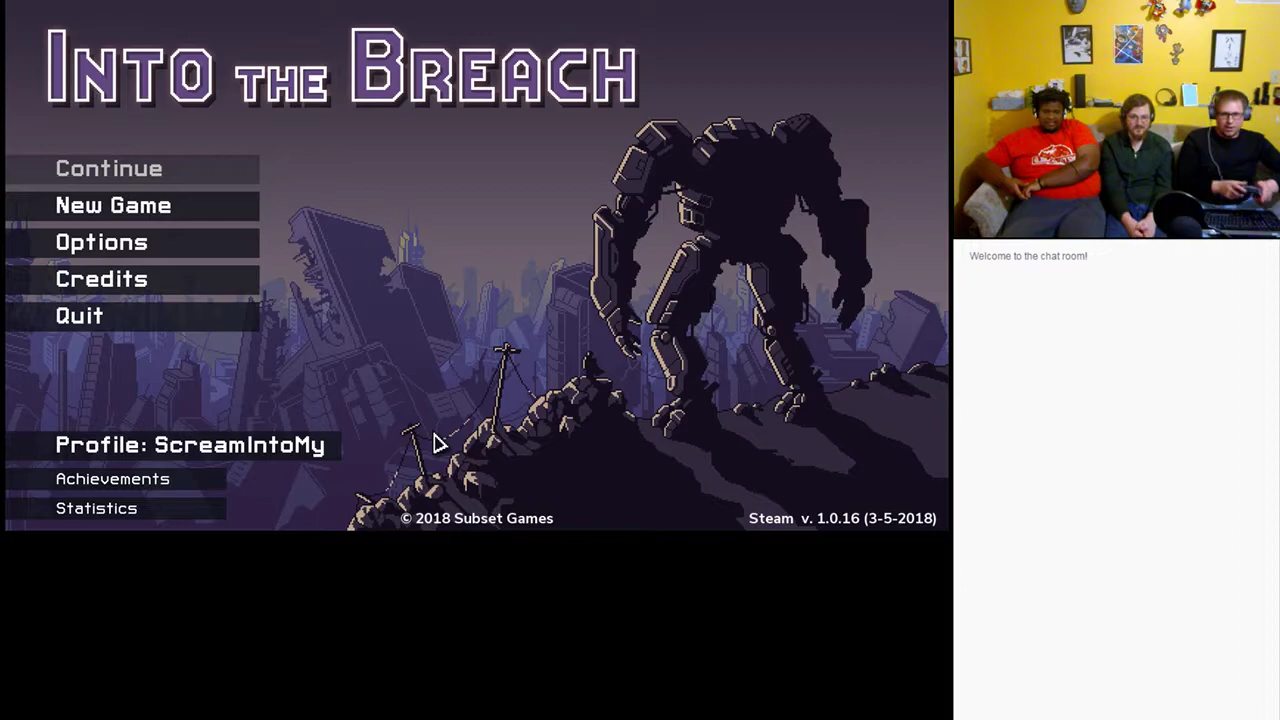 INTO THE BREACH
Continue
New Game
Options
Credits
Quit
Profile: ScreamIntoMy
Achievements
Statistics
© 2018 Subset Games
Steam v. 1.0.16 (3-5-2018)
Welcome to the chat room!